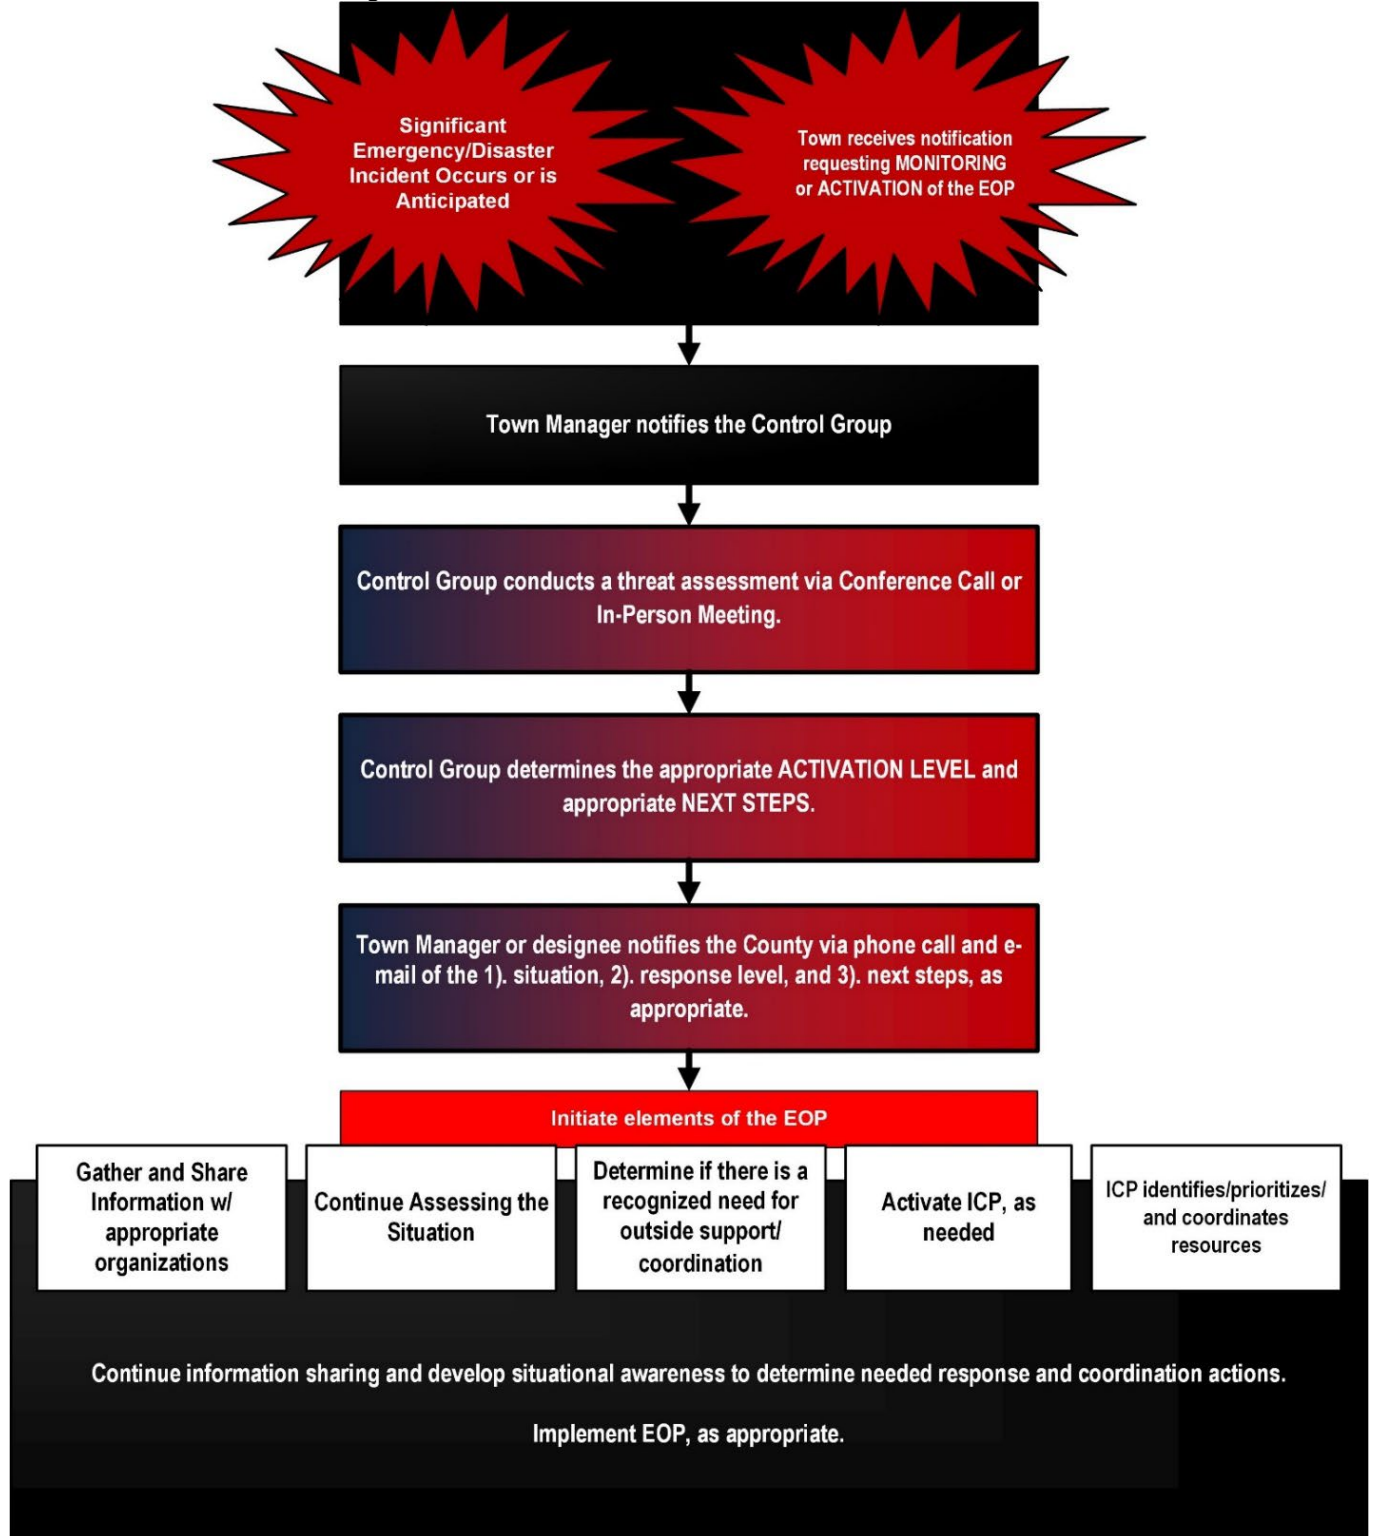 Significant
Emergency/Disaster
Incident Occurs or is
Anticipated
Town receives notification
requesting MONITORING
or ACTIVATION of the EOP
Town Manager notifies the Control Group
Control Group conducts a threat assessment via Conference Call or
In-Person Meeting.
Control Group determines the appropriate ACTIVATION LEVEL and
appropriate NEXT STEPS.
Town Manager or designee notifies the County via phone call and e-
mail of the 1). situation, 2). response level, and 3). next steps, as
appropriate.
Initiate elements of the EOP
Gather and Share
Information w/
appropriate
organizations
Continue Assessing the
Situation
Determine if there is a
recognized need for
outside support/
coordination
Activate ICP, as
needed
ICP identifies/prioritizes/
and coordinates
resources
Continue information sharing and develop situational awareness to determine needed response and coordination actions.
Implement EOP, as appropriate.